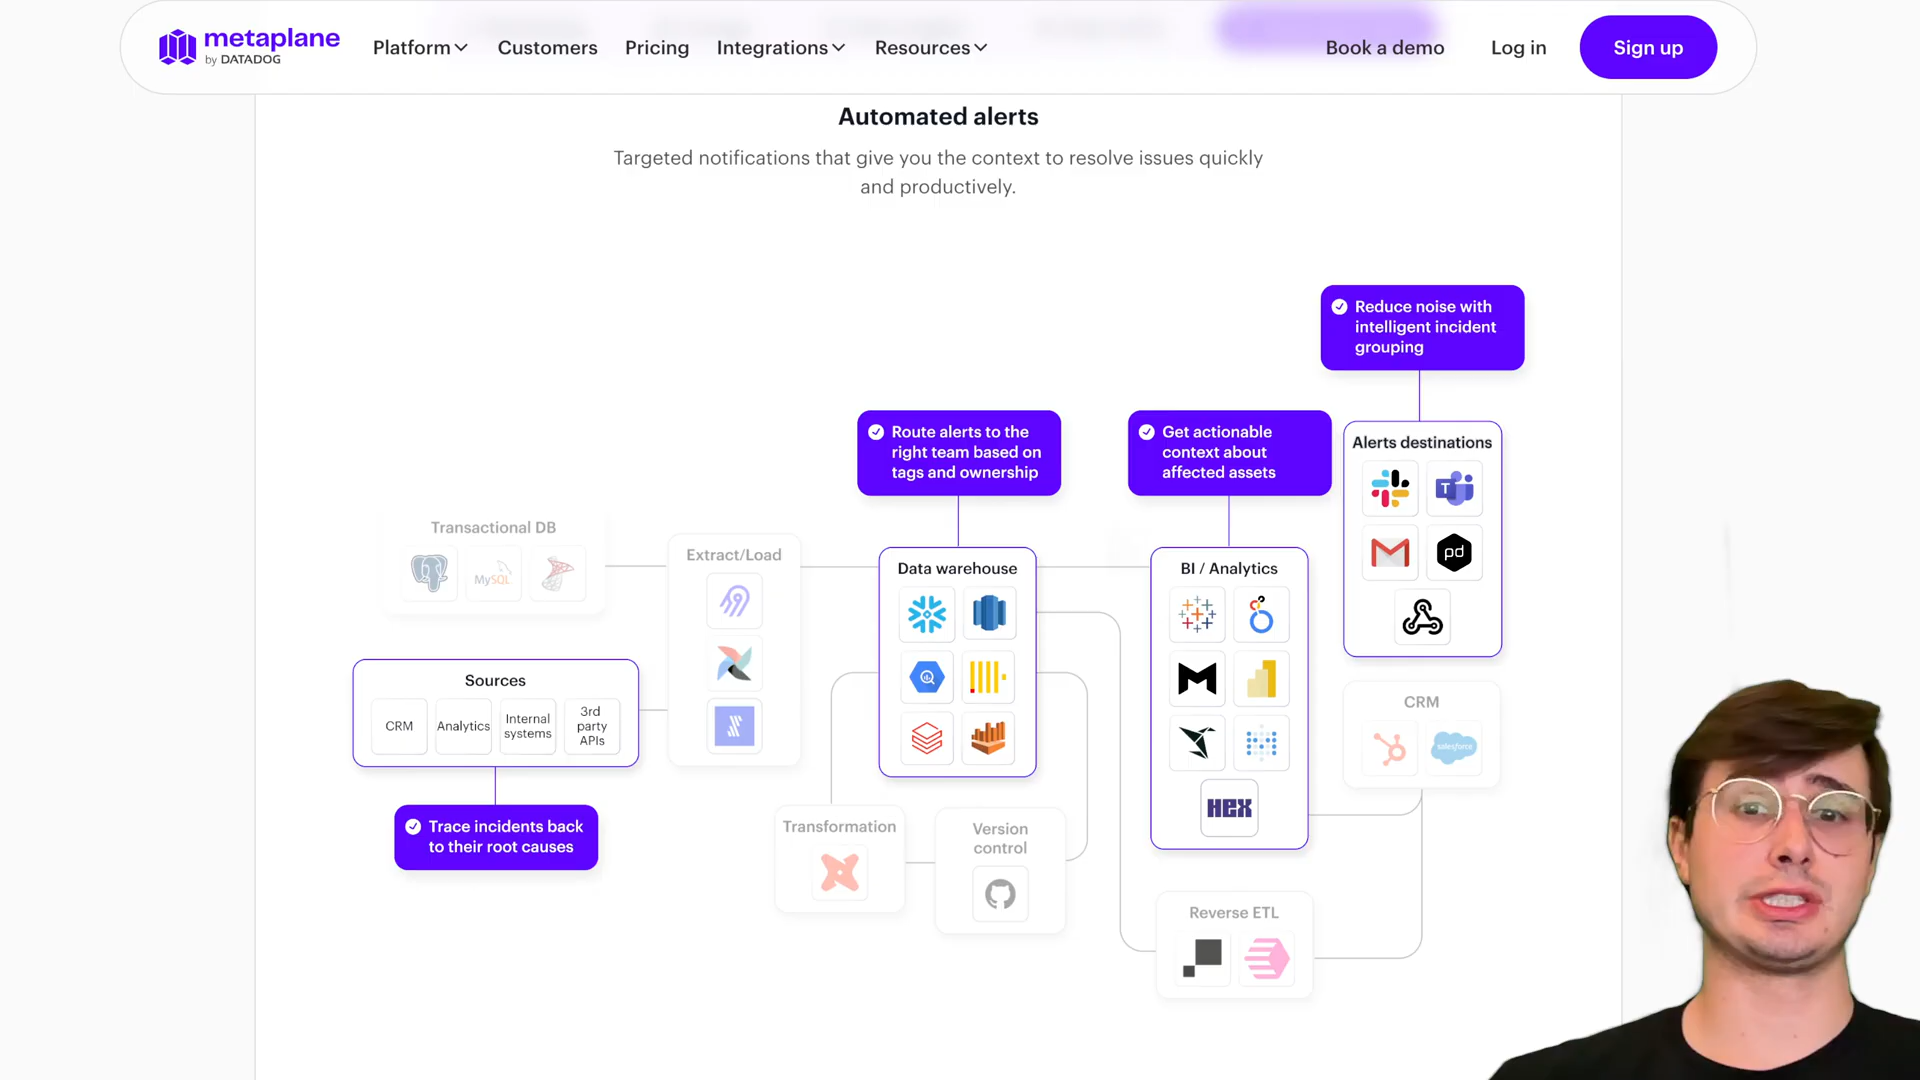 metaplane
by DATADOG
Platform
Customers
Pricing
Integrations
Resources
Book a demo
Log in
Sign up
Automated alerts
Targeted notifications that give you the context to resolve issues quickly
and productively.
Reduce noise with
intelligent incident
grouping
Route alerts to the
right team based on
tags and ownership
Get actionable
context about
affected assets
Alerts destinations
T
pd
Transactional DB
MySQL
Extract/Load
Data warehouse
BI / Analytics
HEX
Sources
CRM
Analytics
Internal
systems
3rd
party
APIs
Trace incidents back
to their root causes
CRM
salesforce
Transformation
Version
control
Reverse ETL